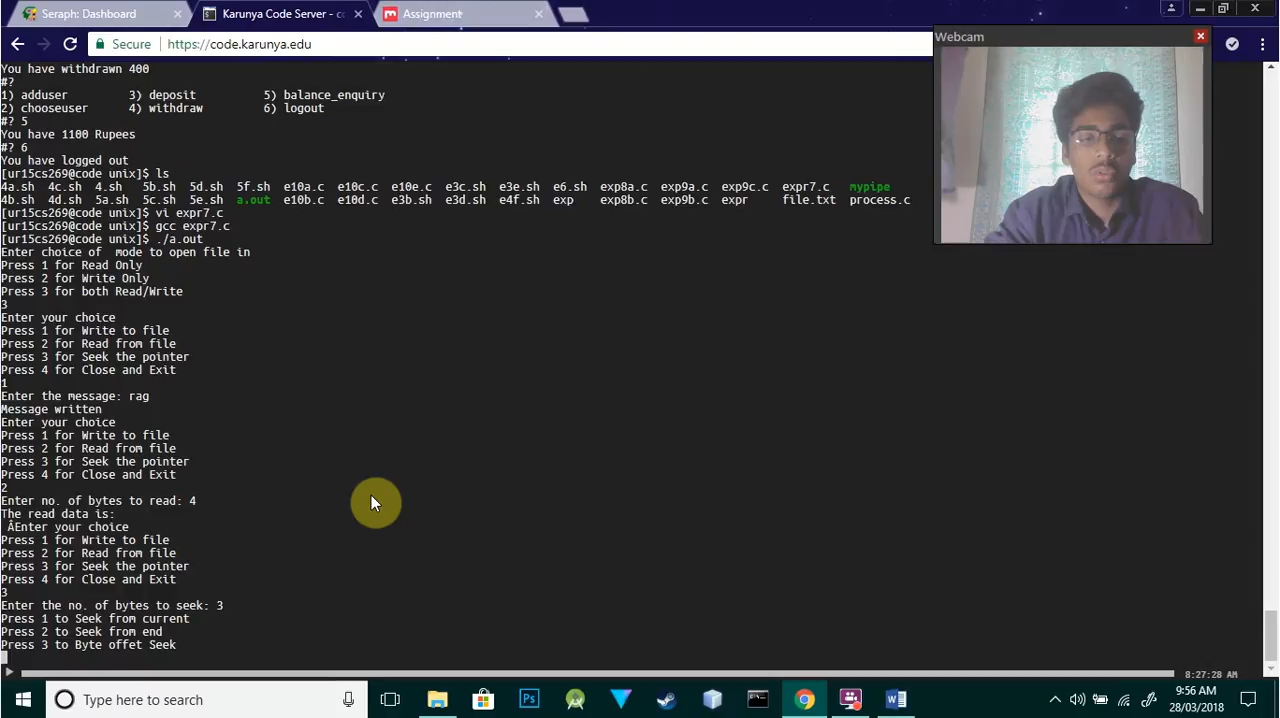 Seraph: Dashboard
Karunya Code Server - co
Assignment
Secure
https://code.karunya.edu
Webcam
You have withdrawn 400
#?
1) adduser 3) deposit 5) balance_enquiry
2) chooseuser 4) withdraw 6) logout
#? 5
You have 1100 Rupees
#? 6
You have logged out
[ur15cs269@code unix]$ ls
4a.sh 4c.sh 4.sh 5b.sh 5d.sh 5f.sh e10a.c e10c.c e10e.c e3c.sh e3e.sh e6.sh exp8a.c exp9a.c exp9c.c expr7.c mypipe
4b.sh 4d.sh 5a.sh 5c.sh 5e.sh a.out e10b.c e10d.c e3b.sh e3d.sh e4f.sh exp exp8b.c exp9b.c expr file.txt process.c
[ur15cs269@code unix]$ vi expr7.c
[ur15cs269@code unix]$ gcc expr7.c
[ur15cs269@code unix]$ ./a.out
Enter choice of mode to open file in
Press 1 for Read Only
Press 2 for Write Only
Press 3 for both Read/Write
3
Enter your choice
Press 1 for Write to file
Press 2 for Read from file
Press 3 for Seek the pointer
Press 4 for Close and Exit
1
Enter the message: rag
Message written
Enter your choice
Press 1 for Write to file
Press 2 for Read from file
Press 3 for Seek the pointer
Press 4 for Close and Exit
2
Enter no. of bytes to read: 4
The read data is:
ÂEnter your choice
Press 1 for Write to file
Press 2 for Read from file
Press 3 for Seek the pointer
Press 4 for Close and Exit
3
Enter the no. of bytes to seek: 3
Press 1 to Seek from current
Press 2 to Seek from end
Press 3 to Byte offet Seek
8:27:28 AM
Type here to search
Ps
9:56 AM
28/03/2018